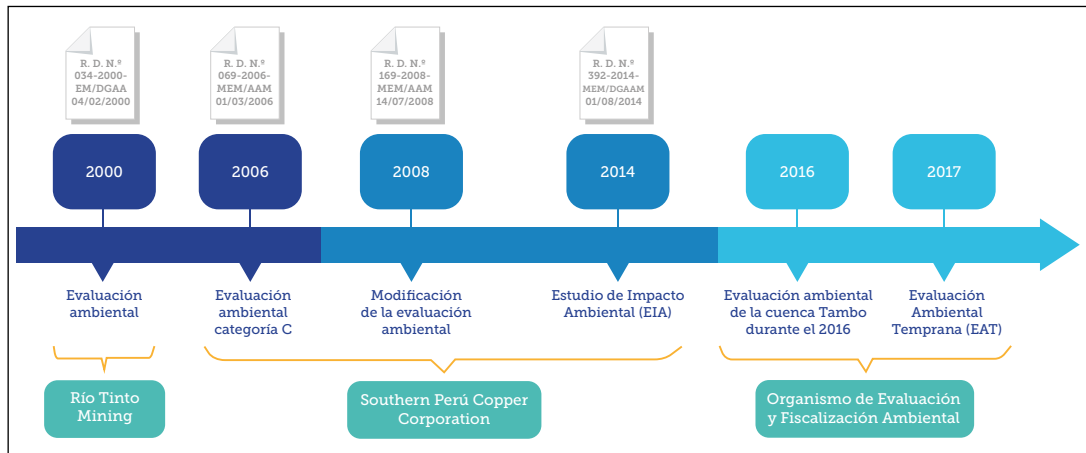 R. D. N.º
034-2000-
EM/DGAA
04/02/2000
R. D. N.º
069-2006-
MEM/AAM
01/03/2006
R. D. N.º
169-2008-
MEM/AAM
14/07/2008
R. D. N.º
392-2014-
MEM/DGAAM
01/08/2014
2000
2006
2008
2014
2016
2017
Evaluación
ambiental
Evaluación
ambiental
categoría C
Modificación
de la evaluación
ambiental
Estudio de Impacto
Ambiental (EIA)
Evaluación ambiental
de la cuenca Tambo
durante el 2016
Evaluación
Ambiental
Temprana (EAT)
Río Tinto
Mining
Southern Perú Copper
Corporation
Organismo de Evaluación
y Fiscalización Ambiental